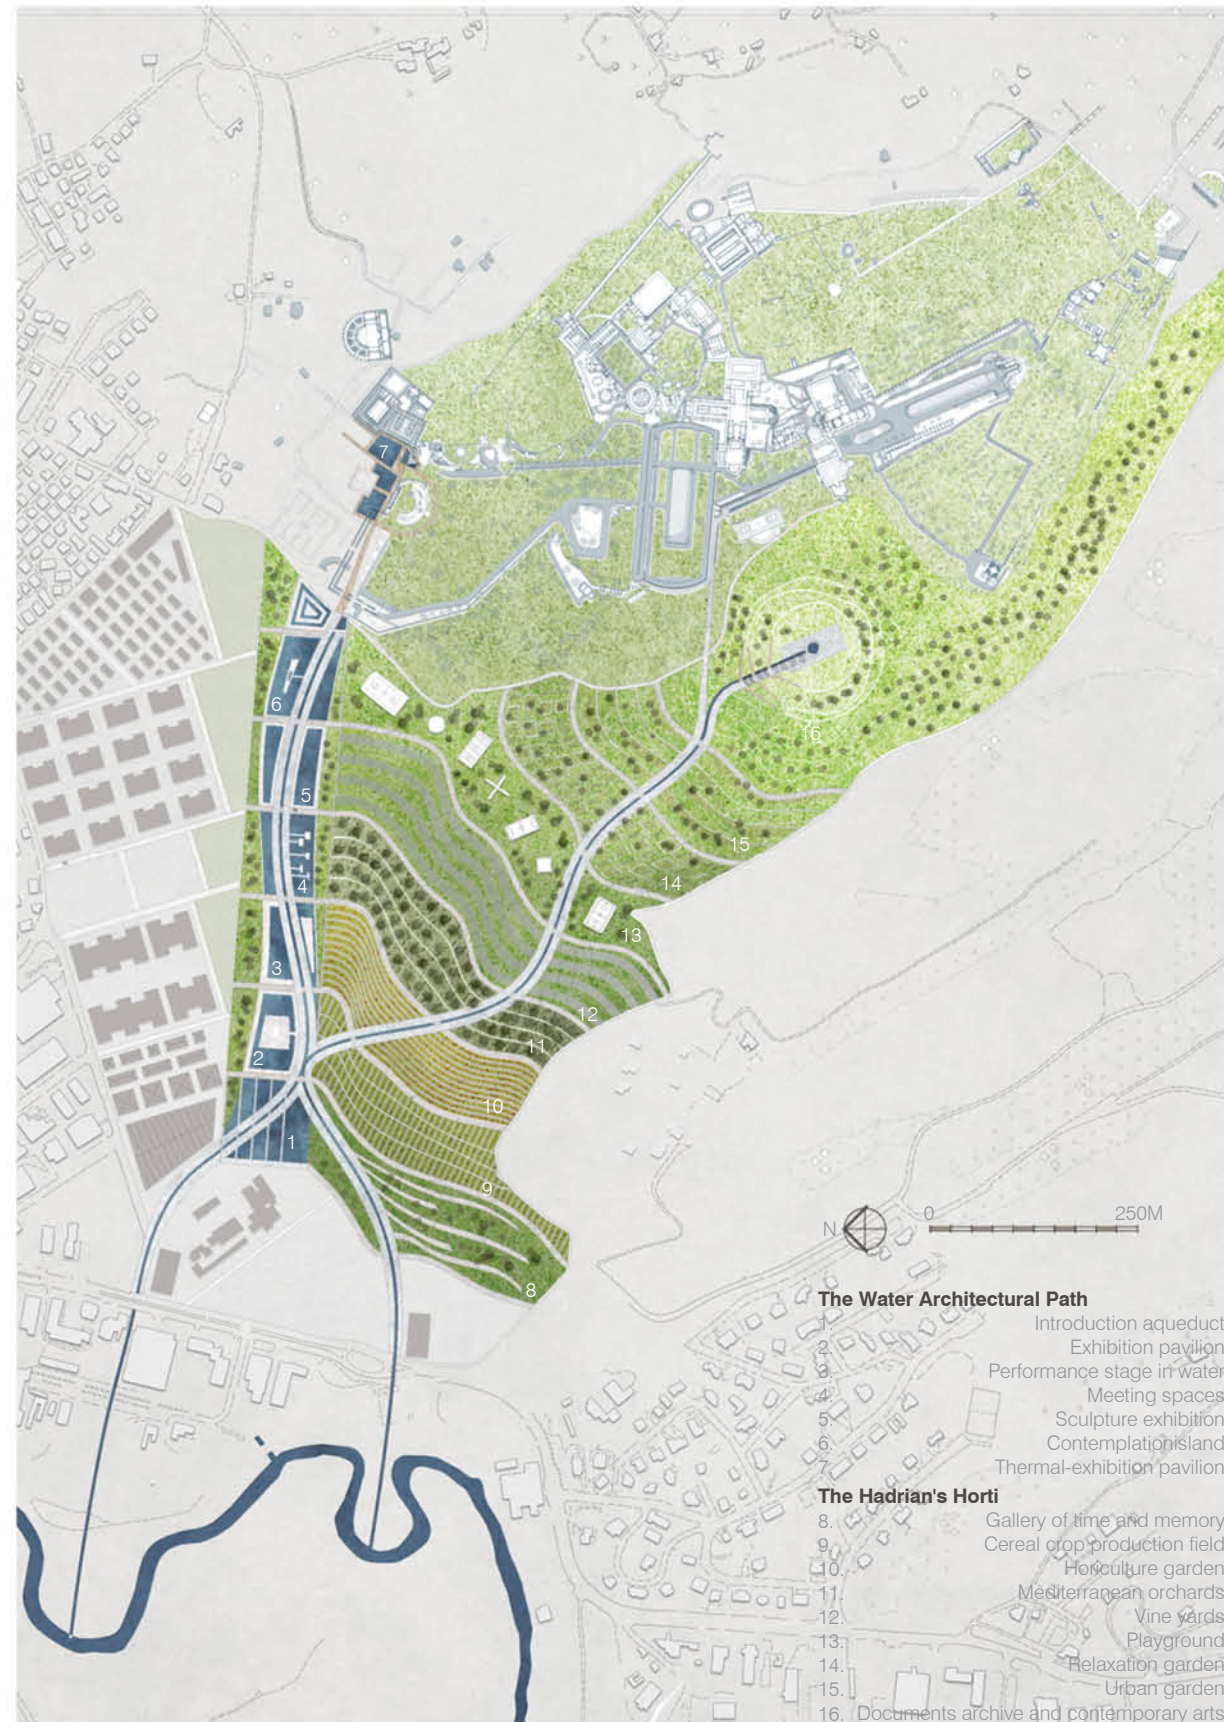 7
6
5
4
3
2
1
16
15
14
13
12
11
10
9
8
N
0 250M
The Water Architectural Path
1. Introduction aqueduct
2. Exhibition pavilion
3. Performance stage in water
4. Meeting spaces
5. Sculpture exhibition
6. Contemplationisland
7. Thermal-exhibition pavilion
The Hadrian's Horti
8. Gallery of time and memory
9. Cereal crop production field
10. Horiculture garden
11. Mediterranean orchards
12. Vine yards
13. Playground
14. Relaxation garden
15. Urban garden
16. Documents archive and contemporary arts